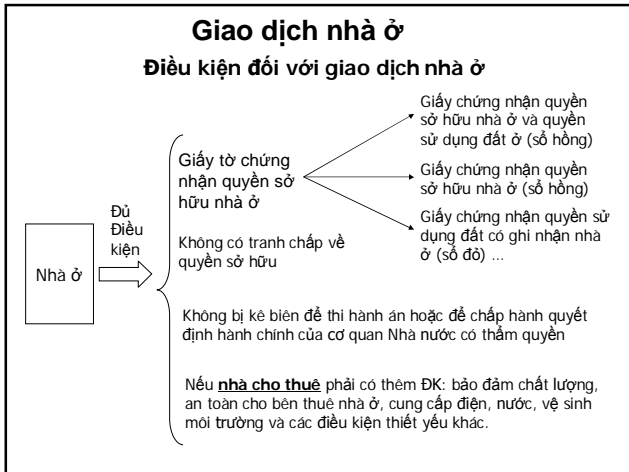 Giao dịch nhà ở
Điều kiện đối với giao dịch nhà ở
Nhà ở
Đủ
Điều
kiện
Giấy tờ chứng
nhận quyền sở
hữu nhà ở
Giấy chứng nhận quyền
sở hữu nhà ở và quyền
sử dụng đất ở (sổ hồng)
Giấy chứng nhận quyền
sở hữu nhà ở (sổ hồng)
Giấy chứng nhận quyền sử
dụng đất có ghi nhận nhà
ở (sổ đỏ) ...
Không có tranh chấp về
quyền sở hữu
Không bị kê biên để thi hành án hoặc để chấp hành quyết
định hành chính của cơ quan Nhà nước có thẩm quyền
Nếu nhà cho thuê phải có thêm ĐK: bảo đảm chất lượng,
an toàn cho bên thuê nhà ở, cung cấp điện, nước, vệ sinh
môi trường và các điều kiện thiết yếu khác.